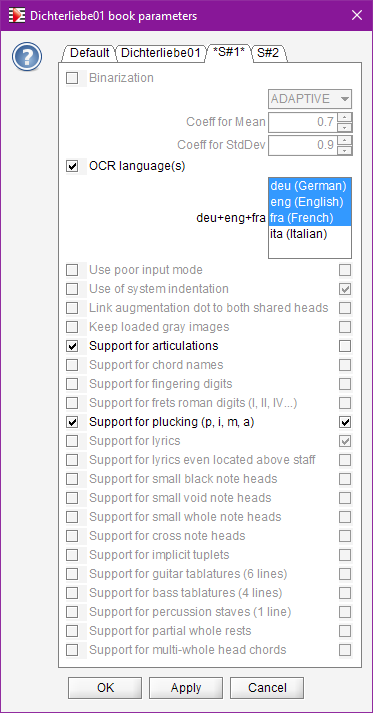 Dichterliebe01 book parameters
Default Dichterliebe01 *S#1* S#2
Binarization
ADAPTIVE
Coeff for Mean 0.7
Coeff for StdDev 0.9
OCR language(s)
deu (German)
eng (English)
deu+eng+fra fra (French)
ita (Italian)
Use poor input mode
Use of system indentation
Link augmentation dot to both shared heads
Keep loaded gray images
Support for articulations
Support for chord names
Support for fingering digits
Support for frets roman digits (I, II, IV...)
Support for plucking (p, i, m, a)
Support for lyrics
Support for lyrics even located above staff
Support for small black note heads
Support for small void note heads
Support for small whole note heads
Support for cross note heads
Support for implicit tuplets
Support for guitar tablatures (6 lines)
Support for bass tablatures (4 lines)
Support for percussion staves (1 line)
Support for partial whole rests
Support for multi-whole head chords
OK Apply Cancel